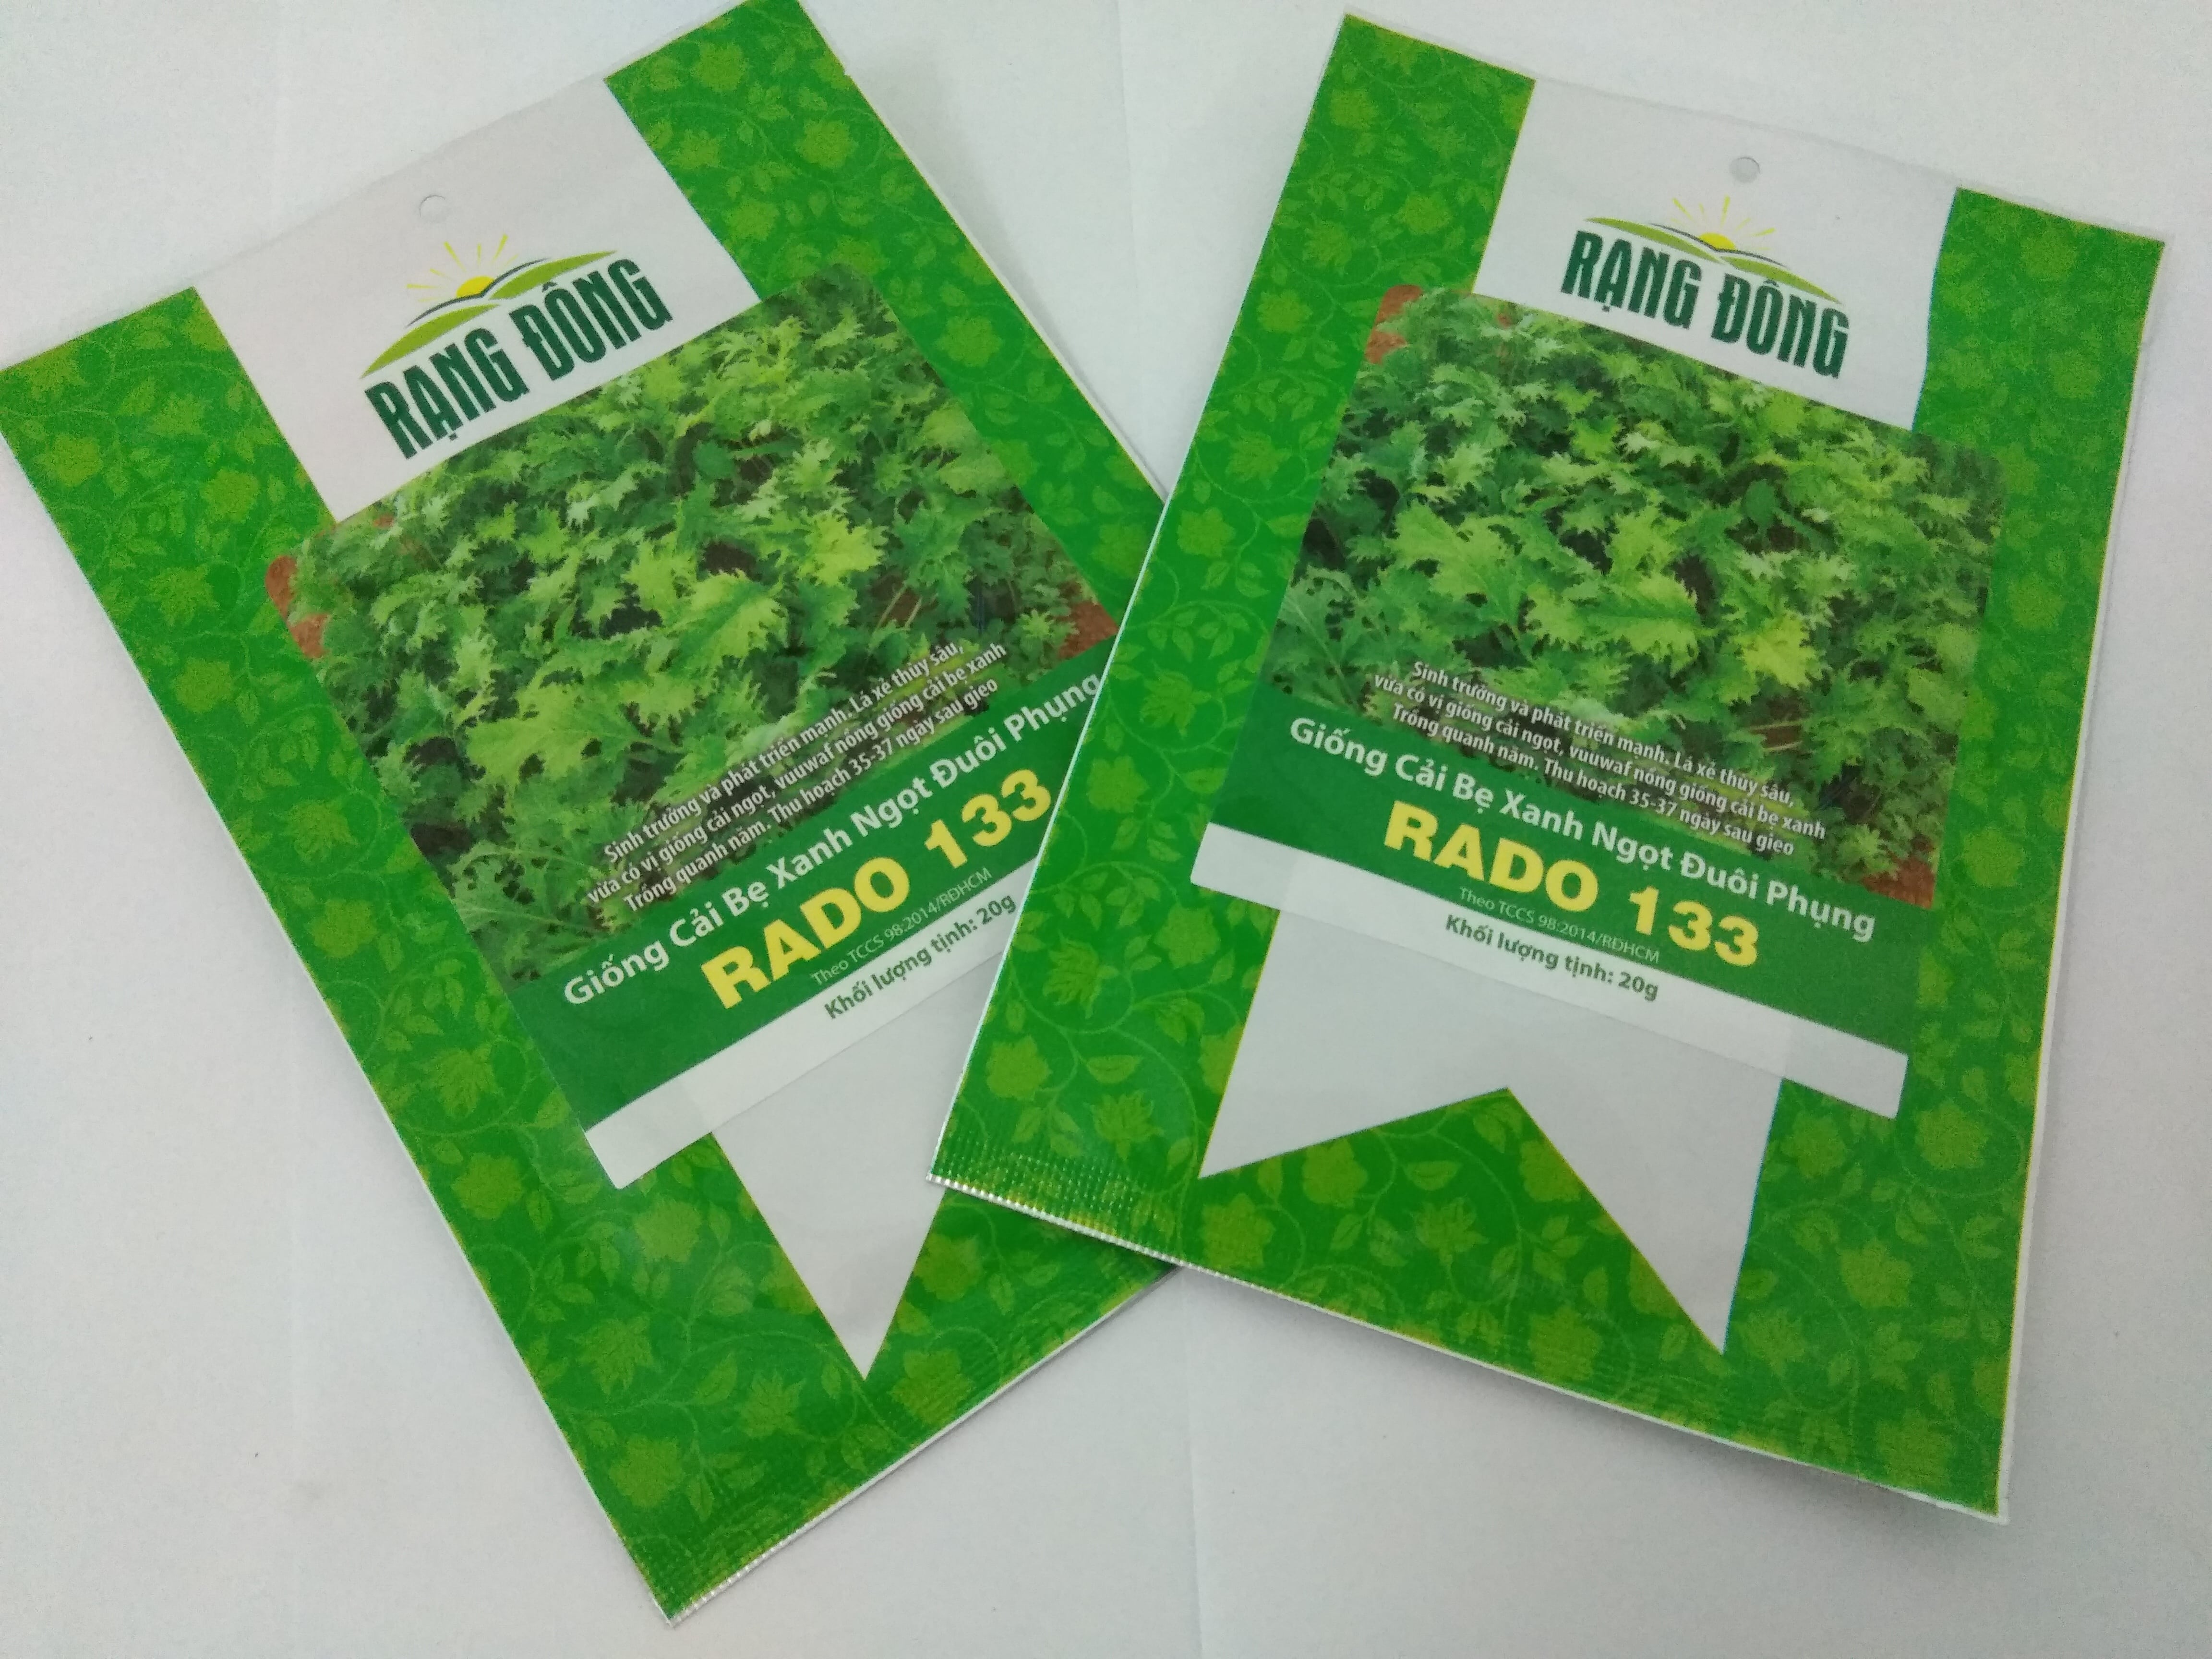 RẠNG ĐÔNG
Sinh trưởng và phát triển mạnh. Lá xẻ thùy sâu,
vừa có vị giống cải ngọt, vuuwaf nồng giống cải bẹ xanh
Trồng quanh năm. Thu hoạch 35-37 ngày sau gieo
Giống Cải Bẹ Xanh Ngọt Đuôi Phụng
RADO 133
Theo TCCS 98:2014/RĐHCM
Khối lượng tịnh: 20g
RẠNG ĐÔNG
Sinh trưởng và phát triển mạnh. Lá xẻ thùy sâu,
vừa có vị giống cải ngọt, vuuwaf nồng giống cải bẹ xanh
Trồng quanh năm. Thu hoạch 35-37 ngày sau gieo
Giống Cải Bẹ Xanh Ngọt Đuôi Phụng
RADO 133
Theo TCCS 98:2014/RĐHCM
Khối lượng tịnh: 20g